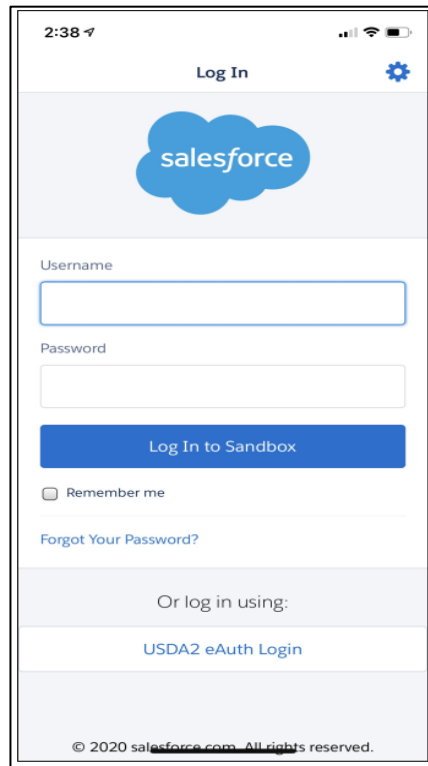 2:38
Log In
salesforce
Username
Password
Log In to Sandbox
Remember me
Forgot Your Password?
Or log in using:
USDA2 eAuth Login
© 2020 salesforce.com. All rights reserved.